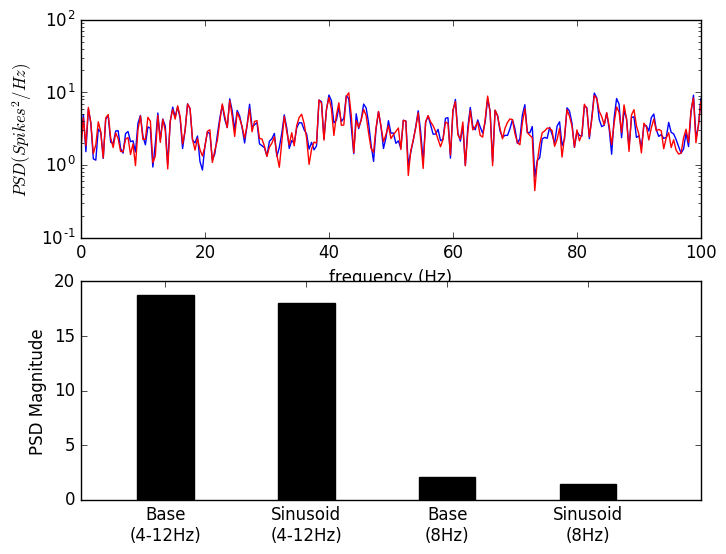 10^2
10^1
10^0
10^-1
PSD(Spikes^2/Hz)
0 20 40 60 80 100
frequency (Hz)
20
15
10
5
0
PSD Magnitude
Base Sinusoid Base Sinusoid
(4-12Hz) (4-12Hz) (8Hz) (8Hz)